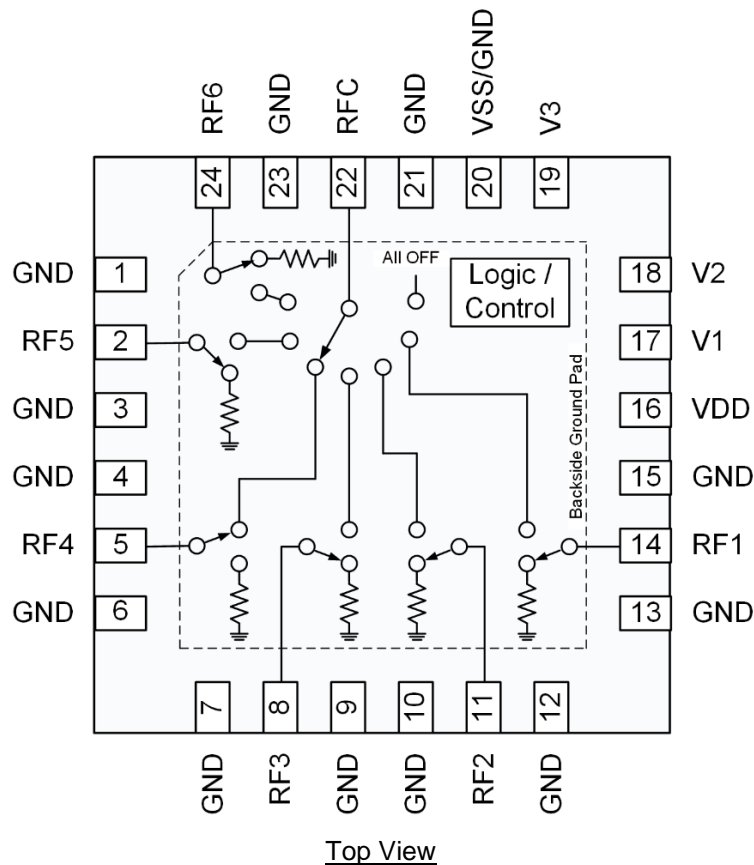 RF6
GND
RFC
GND
VSS/GND
V3
24
23
22
21
20
19
GND 1
RF5 2
GND 3
GND 4
RF4 5
GND 6
All OFF
Logic /
Control
Backside Ground Pad
18 V2
17 V1
16 VDD
15 GND
14 RF1
13 GND
7
8
9
10
11
12
GND
RF3
GND
GND
RF2
GND
Top View